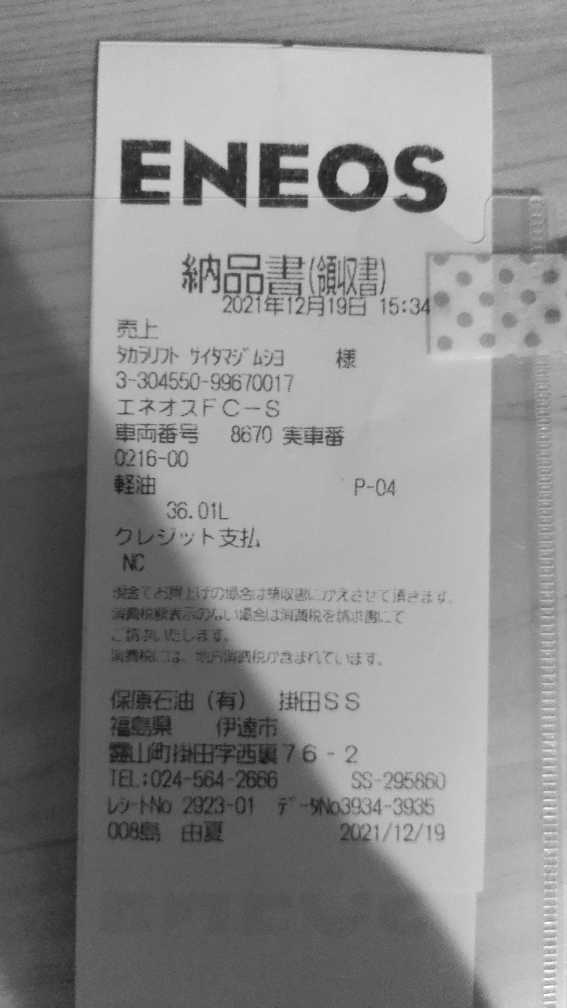 ENEOS
納品書(領収書)
2021年12月19日 15:34
売上
タカラリフト サイタマジムシヨ 様
3-304550-99670017
エネオスFC-S
車両番号 8670 実車番
0216-00
軽油 P-04
36.01L
クレジット支払
NC
現金でお買上げの場合は領収書にかえさせて頂きます。
消費税額表示のない場合は消費税を請求書にて
ご請求いたします。
消費税には、地方消費税が含まれています。
保原石油(有) 掛田SS
福島県 伊達市
霊山町掛田字西裏76-2
TEL:024-564-2666 SS-295860
レシートNo 2923-01 データNo3934-3935
008島 由夏 2021/12/19